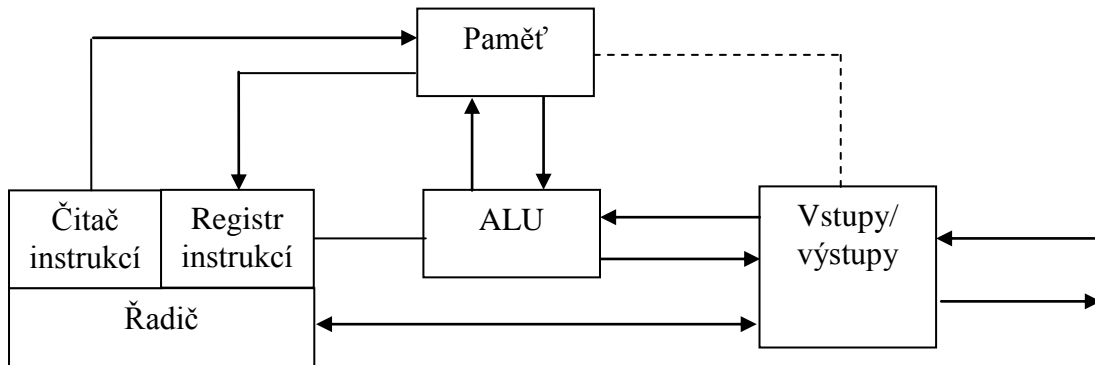 Paměť
Čitač
instrukcí
Registr
instrukcí
ALU
Vstupy/
výstupy
Řadič